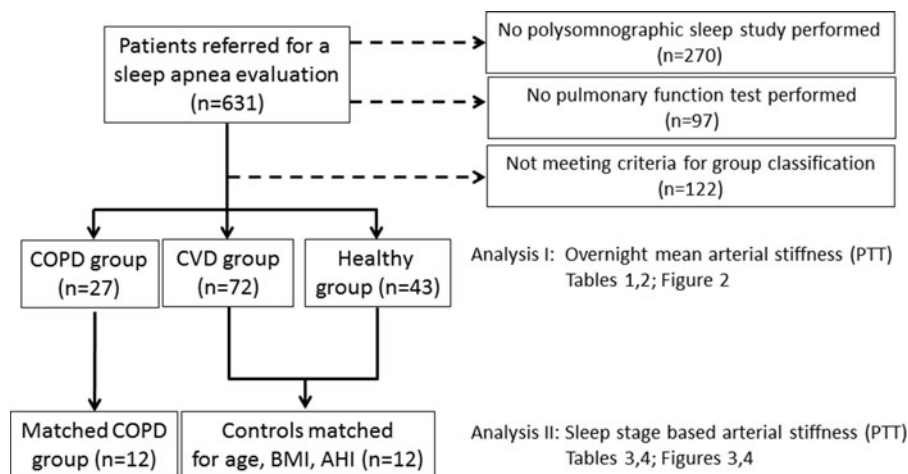 Patients referred for a
sleep apnea evaluation
(n=631)
No polysomnographic sleep study performed
(n=270)
No pulmonary function test performed
(n=97)
Not meeting criteria for group classification
(n=122)
COPD group
(n=27)
CVD group
(n=72)
Healthy
group (n=43)
Analysis I: Overnight mean arterial stiffness (PTT)
Tables 1,2; Figure 2
Matched COPD
group (n=12)
Controls matched
for age, BMI, AHI (n=12)
Analysis II: Sleep stage based arterial stiffness (PTT)
Tables 3,4; Figures 3,4